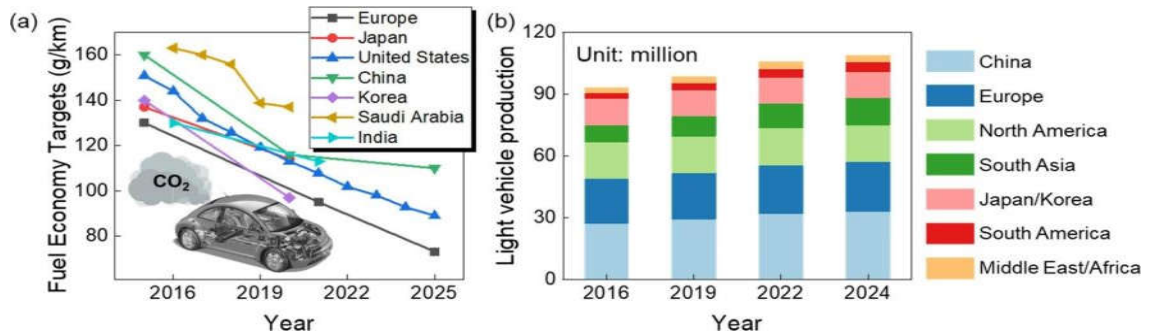 (a)
Fuel Economy Targets (g/km)
160
140
120
100
80
2016
2019
2022
2025
Year
Europe
Japan
United States
China
Korea
Saudi Arabia
India
CO₂
(b)
Light vehicle production
Unit: million
120
90
60
30
0
2016
2019
2022
2024
Year
China
Europe
North America
South Asia
Japan/Korea
South America
Middle East/Africa